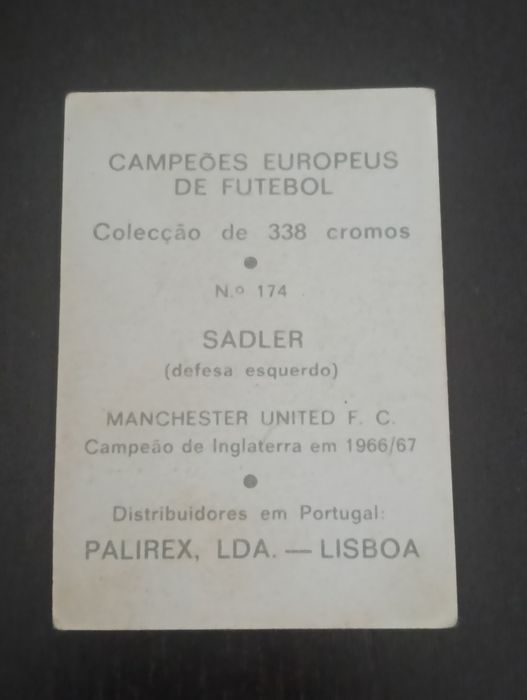 CAMPEÕES EUROPEUS
DE FUTEBOL
Colecção de 338 cromos
●
N.º 174
SADLER
(defesa esquerdo)
MANCHESTER UNITED F. C.
Campeão de Inglaterra em 1966/67
●
Distribuidores em Portugal:
PALIREX, LDA. — LISBOA